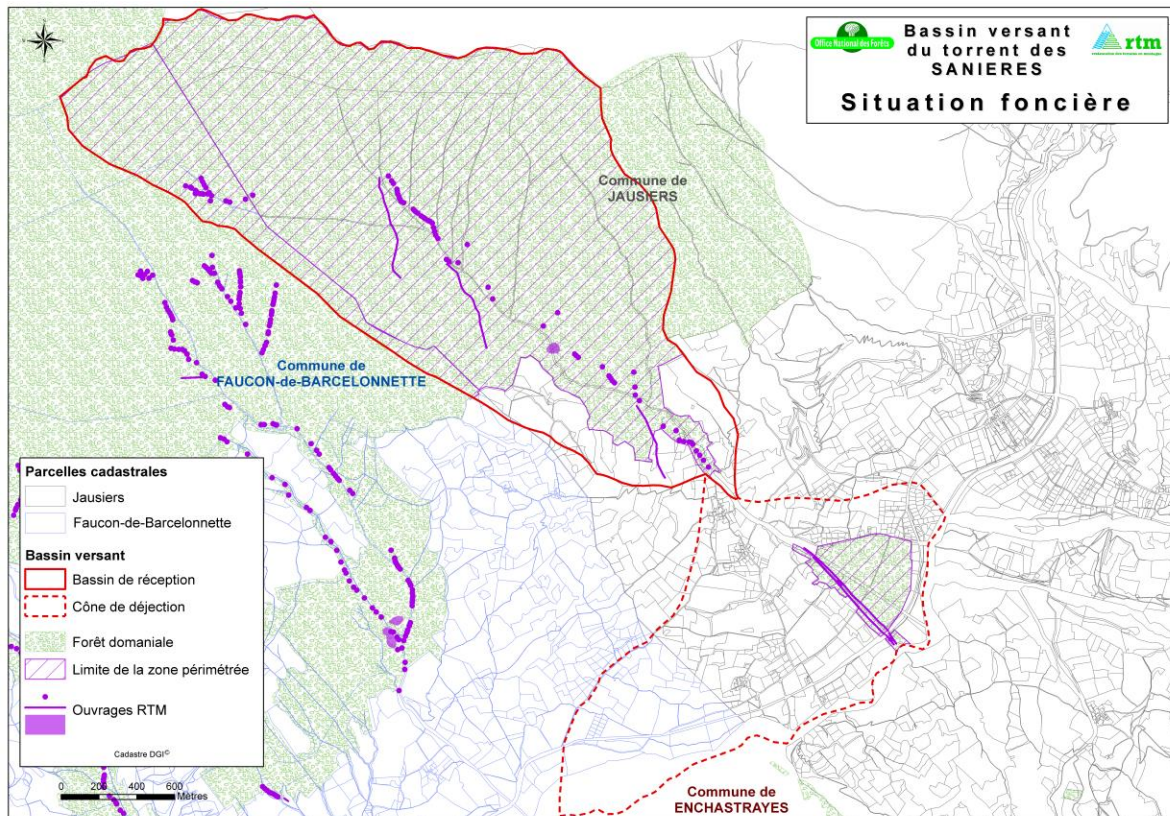 Office National des Forêts
Bassin versant
du torrent des
SANIERES
rtm
Situation foncière
Commune de
JAUSIERS
Commune de
FAUCON-de-BARCELONNETTE
Parcelles cadastrales
Jausiers
Faucon-de-Barcelonnette
Bassin versant
Bassin de réception
Cône de déjection
Forêt domaniale
Limite de la zone périmétrée
Ouvrages RTM
Cadastre DGI©
0 200 400 600
Mètres
Commune de
ENCHASTRAYES